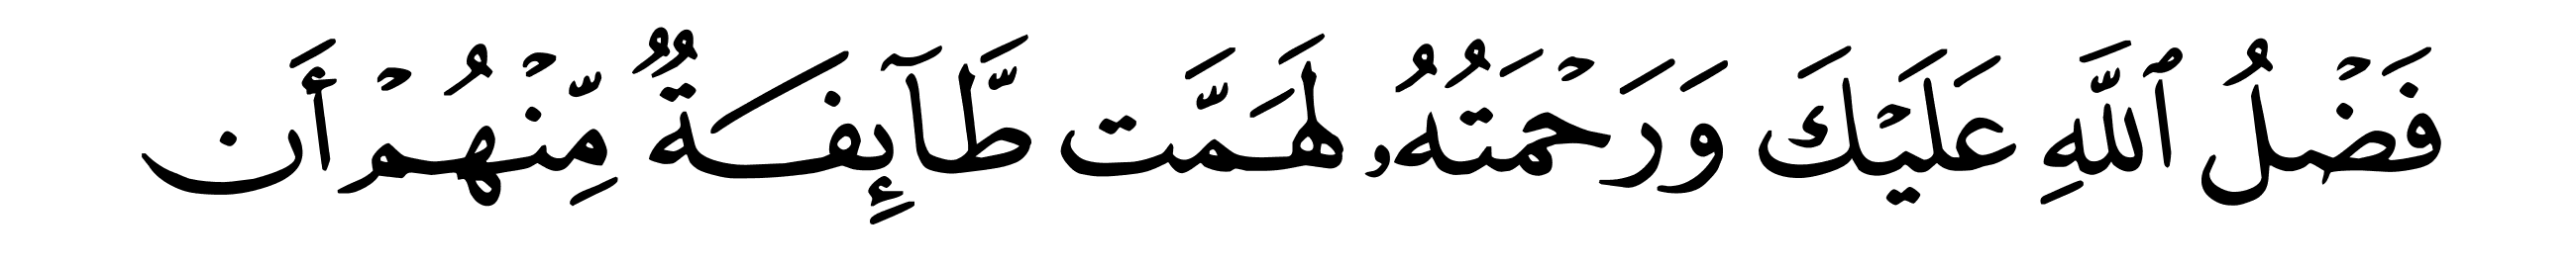 فَضۡلُ ٱللَّهِ عَلَيۡكَ وَرَحۡمَتُهُۥ لَهَمَّت طَّآئِفَةٌ مِّنۡهُمۡ أَن